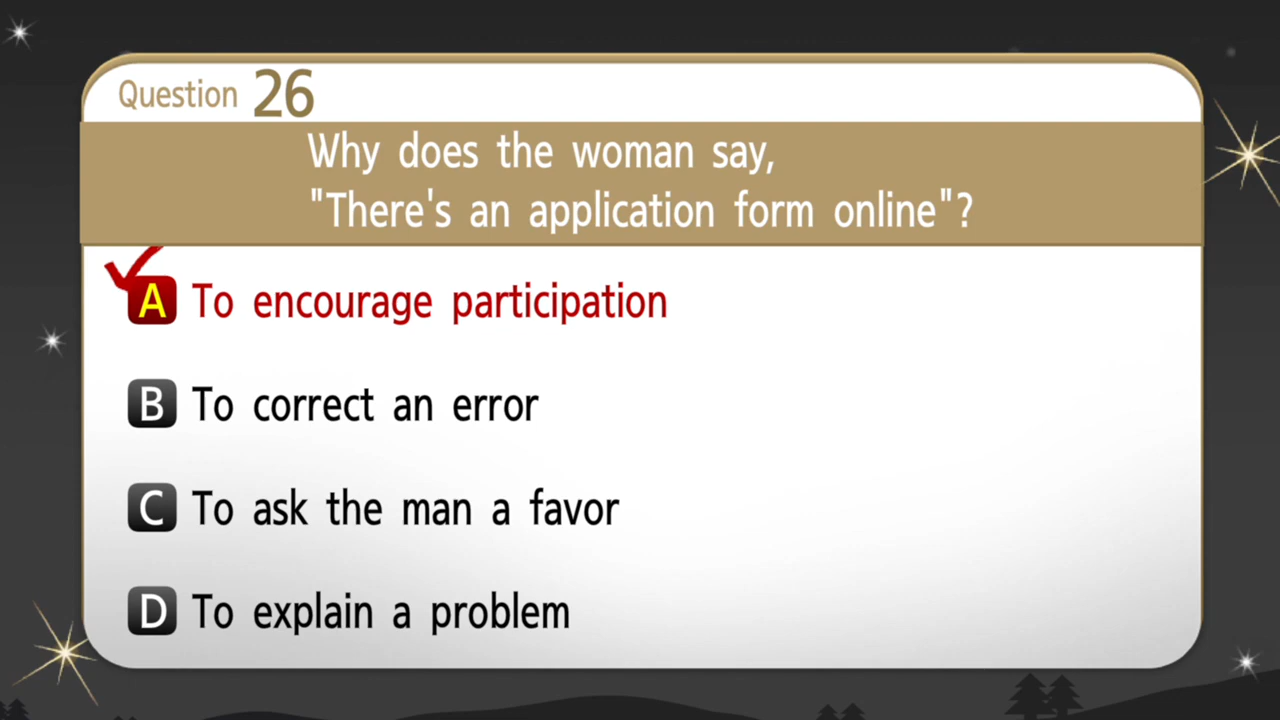 Question 26
Why does the woman say,
"There's an application form online"?
A To encourage participation
B To correct an error
C To ask the man a favor
D To explain a problem